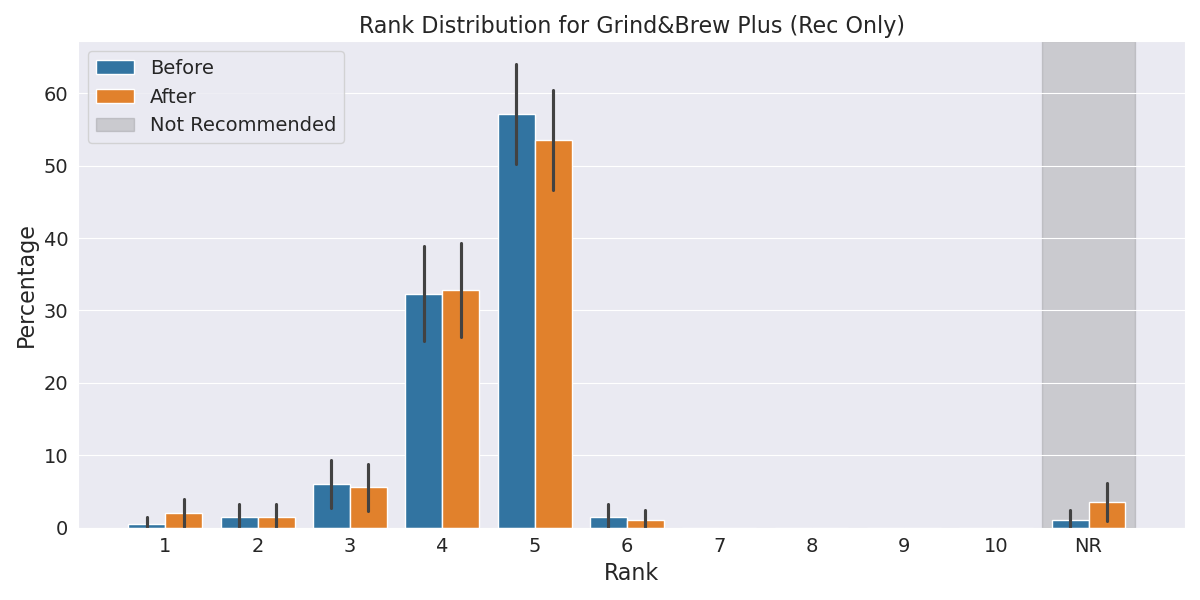 Rank Distribution for Grind&Brew Plus (Rec Only)
Before
After
Not Recommended
Percentage
60
50
40
30
20
10
0
1 2 3 4 5 6 7 8 9 10 NR
Rank